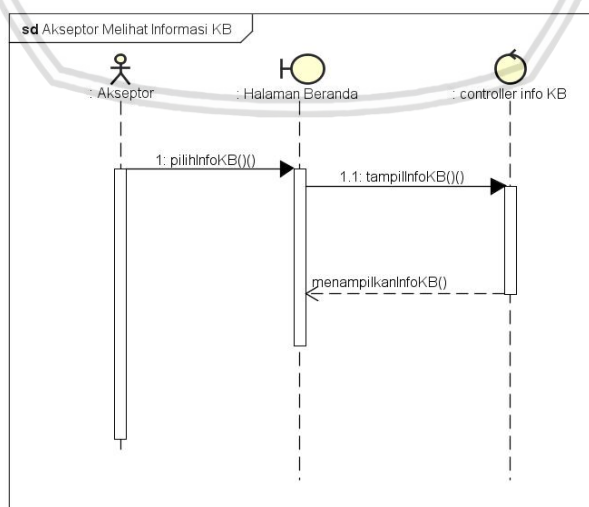 sd Akseptor Melihat Informasi KB
: Akseptor
: Halaman Beranda
: controller info KB
1: pilihInfoKB()()
1.1: tampilInfoKB()()
menampilkanInfoKB()